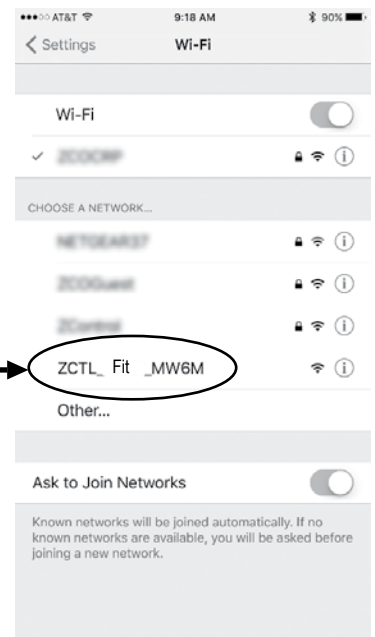 AT&T 9:18 AM 90%
Settings Wi-Fi
Wi-Fi
CHOOSE A NETWORK...
ZCTL_ Fit _MW6M
Other...
Ask to Join Networks
Known networks will be joined automatically. If no
known networks are available, you will be asked before
joining a new network.